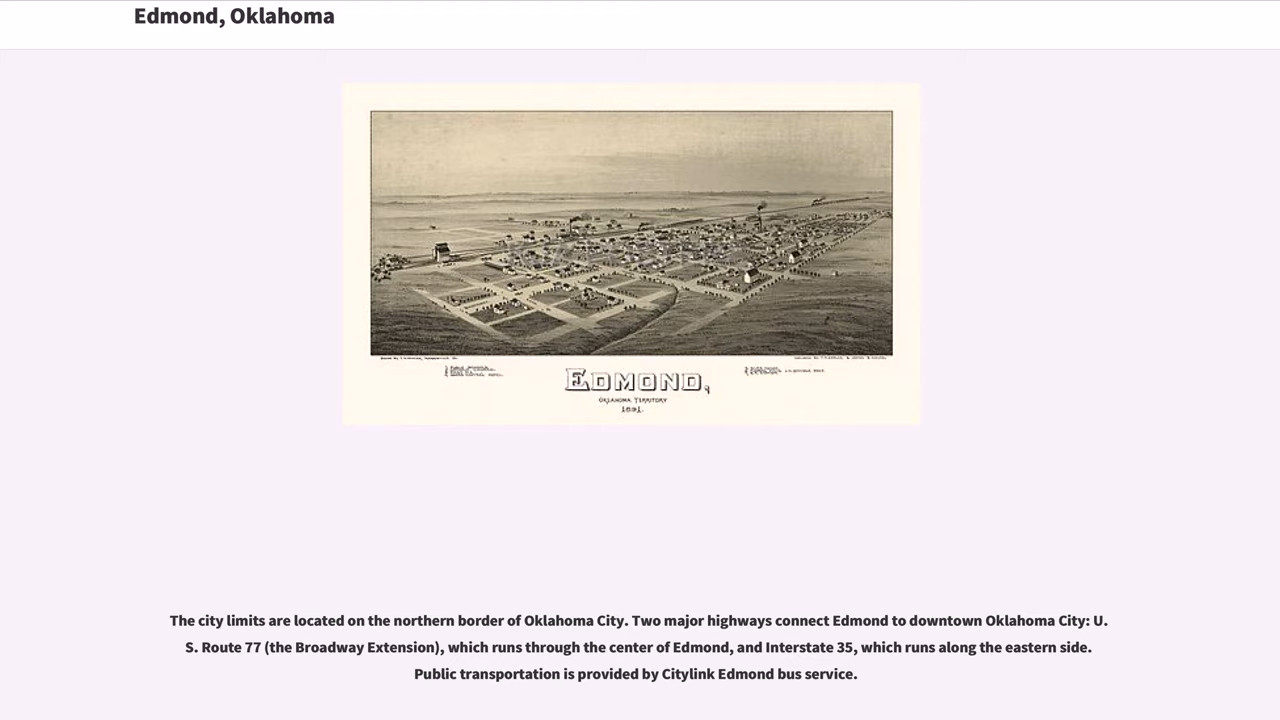 Edmond, Oklahoma
EDMOND,
OKLAHOMA TERRITORY
1891.
The city limits are located on the northern border of Oklahoma City. Two major highways connect Edmond to downtown Oklahoma City: U.
S. Route 77 (the Broadway Extension), which runs through the center of Edmond, and Interstate 35, which runs along the eastern side.
Public transportation is provided by Citylink Edmond bus service.